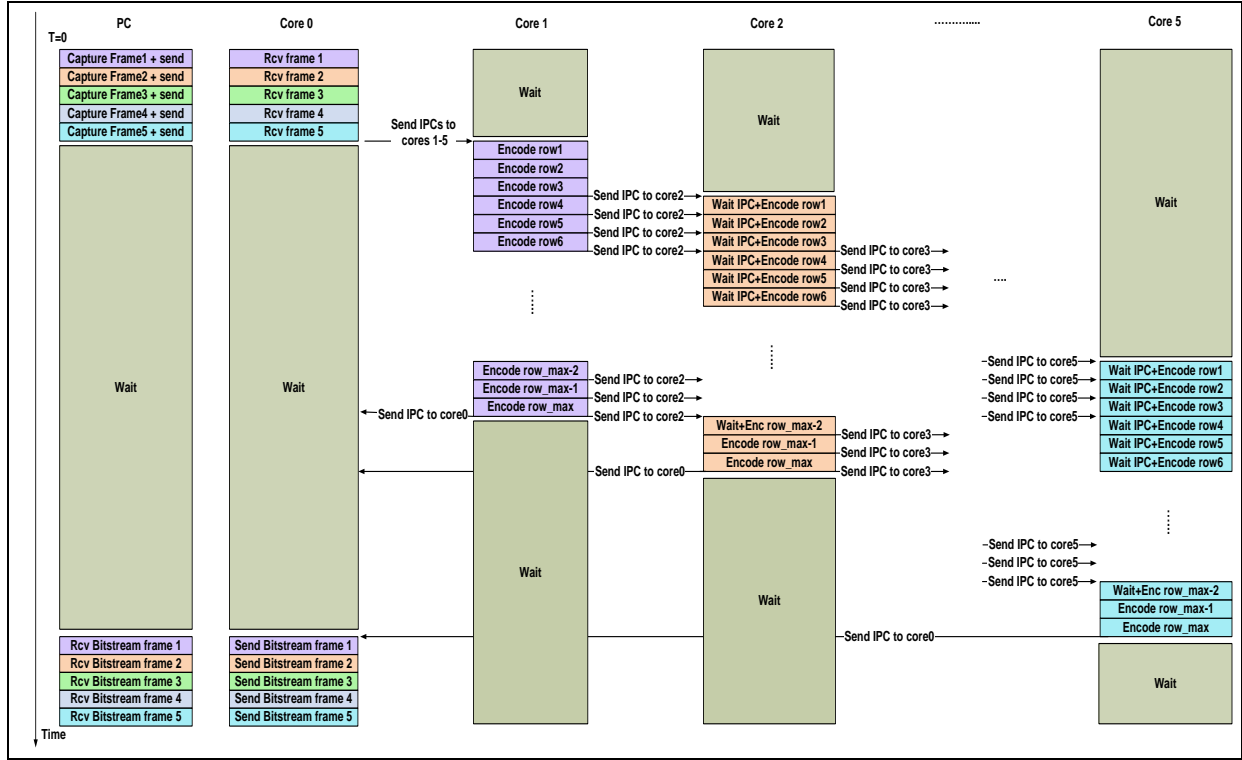 PC
Core 0
Core 1
Core 2
..............
Core 5
T=0
Capture Frame1 + send
Capture Frame2 + send
Capture Frame3 + send
Capture Frame4 + send
Capture Frame5 + send
Wait
Rcv Bitstream frame 1
Rcv Bitstream frame 2
Rcv Bitstream frame 3
Rcv Bitstream frame 4
Rcv Bitstream frame 5
Time
Rcv frame 1
Rcv frame 2
Rcv frame 3
Rcv frame 4
Rcv frame 5
Wait
Send Bitstream frame 1
Send Bitstream frame 2
Send Bitstream frame 3
Send Bitstream frame 4
Send Bitstream frame 5
Send IPCs to
cores 1-5
Send IPC to core0
Wait
Encode row1
Encode row2
Encode row3
Encode row4
Encode row5
Encode row6
Encode row_max-2
Encode row_max-1
Encode row_max
Wait
Send IPC to core2
Send IPC to core2
Send IPC to core2
Send IPC to core2
Send IPC to core2
Send IPC to core2
Send IPC to core2
Send IPC to core0
Wait
Wait IPC+Encode row1
Wait IPC+Encode row2
Wait IPC+Encode row3
Wait IPC+Encode row4
Wait IPC+Encode row5
Wait IPC+Encode row6
Wait+Enc row_max-2
Encode row_max-1
Encode row_max
Wait
Send IPC to core3
Send IPC to core3
Send IPC to core3
Send IPC to core3
Send IPC to core3
Send IPC to core3
Send IPC to core3
Send IPC to core0
....
Send IPC to core5
Send IPC to core5
Send IPC to core5
Send IPC to core5
Send IPC to core5
Send IPC to core5
Send IPC to core5
Wait
Wait IPC+Encode row1
Wait IPC+Encode row2
Wait IPC+Encode row3
Wait IPC+Encode row4
Wait IPC+Encode row5
Wait IPC+Encode row6
Wait+Enc row_max-2
Encode row_max-1
Encode row_max
Wait